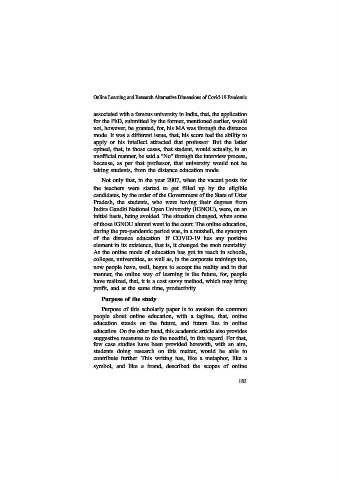 Online Learning and Research Alternative Dimensions of Covid-19 Pandemic
associated with a famous university in India, that, the application
for the PhD, submitted by the former, mentioned earlier, would
not, however, be granted, for, his MA was through the distance
mode. It was a different issue, that, his score had the ability to
apply or his intellect attracted that professor. But the latter
opined, that, in those cases, that student, would actually, in an
unofficial manner, be said a "No" through the interview process,
because, as per that professor, that university would not be
taking students, from the distance education mode.
Not only that, in the year 2007, when the vacant posts for
the teachers were started to get filled up by the eligible
candidates, by the order of the Government of the State of Uttar
Pradesh, the students, who were having their degrees from
Indira Gandhi National Open University (IGNOU), were, on an
initial basis, being avoided. The situation changed, when some
of those IGNOU alumni went to the court. The online education,
during the pre-pandemic period was, in a nutshell, the synonym
of the distance education. If COVID-19 has any positive
element in its existence, that is, it changed the mob mentality.
As the online mode of education has got its reach in schools,
colleges, universities, as well as, in the corporate trainings too,
now people have, well, begun to accept the reality and in that
manner, the online way of learning is the future, for, people
have realized, that, it is a cost savvy method, which may bring
profit, and at the same time, productivity.
Purpose of the study
Purpose of this scholarly paper is to awaken the common
people about online education, with a tagline, that, online
education stands on the future, and future lies in online
education. On the other hand, this academic article also provides
suggestive measures to do the needful, in this regard. For that,
few case studies have been provided herewith, with an aim,
students doing research on this matter, would be able to
contribute further. This writing has, like a metaphor, like a
symbol, and like a friend, described the scopes of online